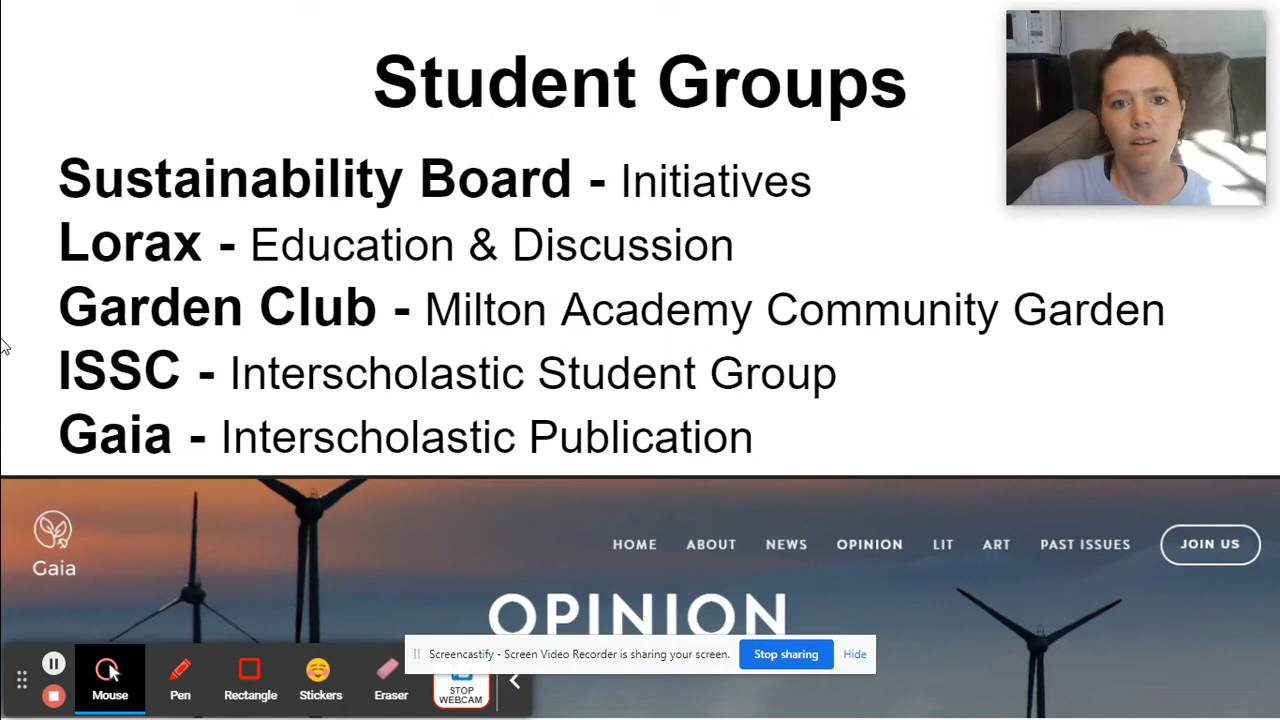 Student Groups
Sustainability Board - Initiatives
Lorax - Education & Discussion
Garden Club - Milton Academy Community Garden
ISSC - Interscholastic Student Group
Gaia - Interscholastic Publication
Gaia
HOME ABOUT NEWS OPINION LIT ART PAST ISSUES JOIN US
OPINION
Screencastify - Screen Video Recorder is sharing your screen. Stop sharing Hide
Mouse Pen Rectangle Stickers Eraser STOP WEBCAM